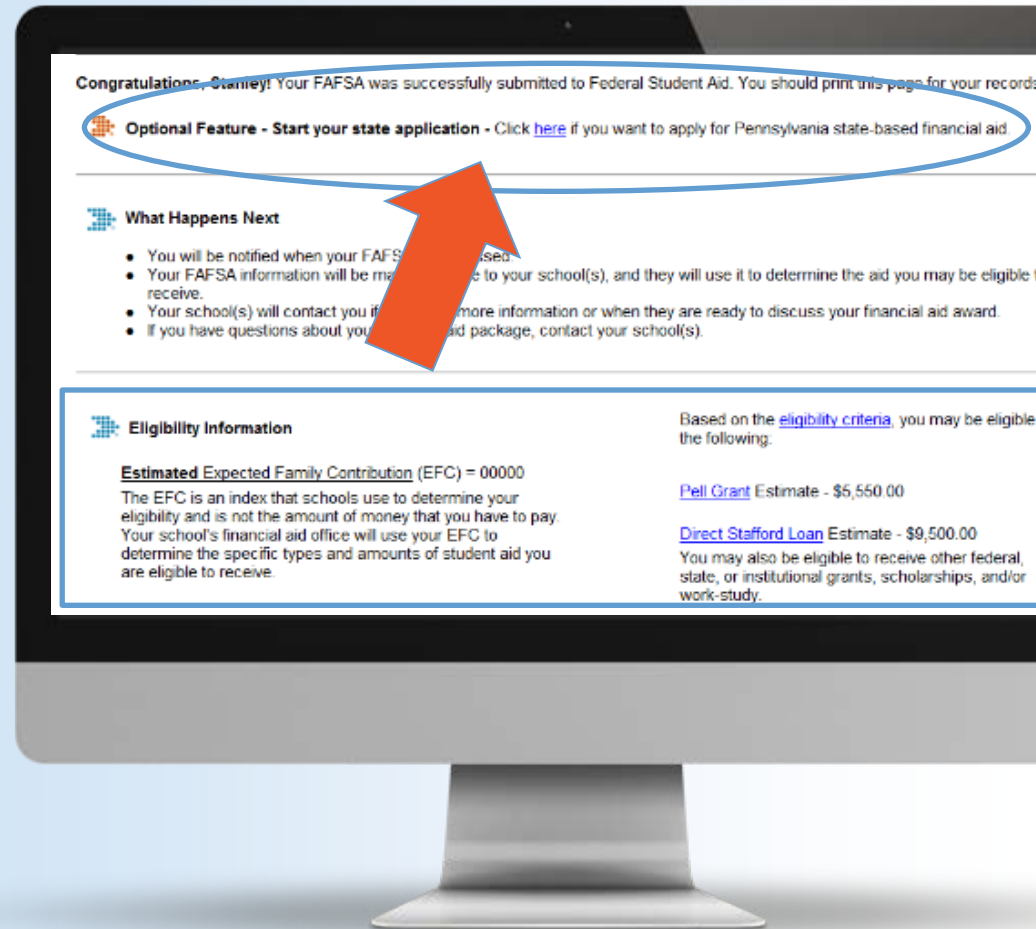 Congratulations, Stanley! Your FAFSA was successfully submitted to Federal Student Aid. You should print this page for your records
Optional Feature - Start your state application - Click here if you want to apply for Pennsylvania state-based financial aid.
What Happens Next
● You will be notified when your FAFS
● Your FAFSA information will be to your school(s), and they will use it to determine the aid you may be eligible
receive.
● Your school(s) will contact you more information or when they are ready to discuss your financial aid award.
● If you have questions about package, contact your school(s).
Eligibility Information
Estimated Expected Family Contribution (EFC) = 00000
The EFC is an index that schools use to determine your
eligibility and is not the amount of money that you have to pay.
Your school's financial aid office will use your EFC to
determine the specific types and amounts of student aid you
are eligible to receive.
Based on the eligibility criteria, you may be eligible
the following:
Pell Grant Estimate - $5,550.00
Direct Stafford Loan Estimate - $9,500.00
You may also be eligible to receive other federal,
state, or institutional grants, scholarships, and/or
work-study.